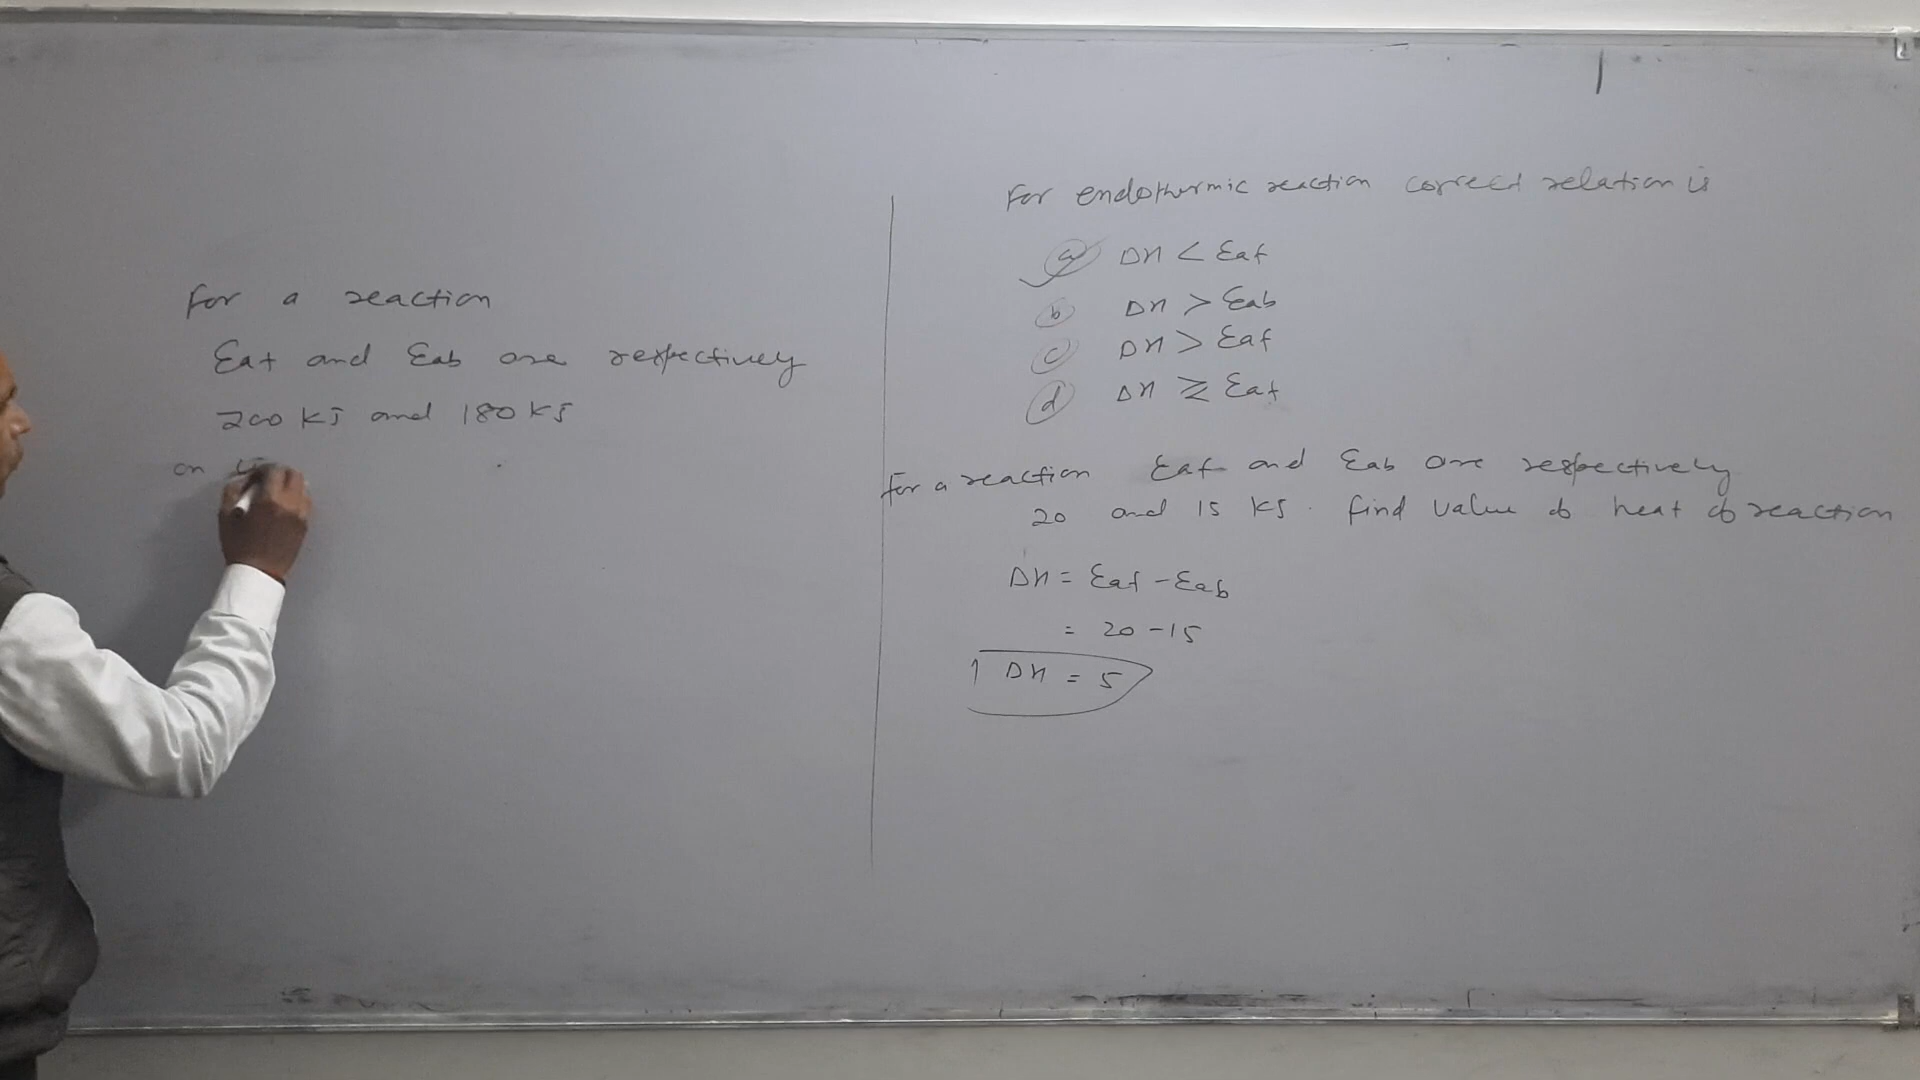 For a reaction
Eaf and Eab are respectively
200 KJ and 180 KJ
on
For endothermic reaction correct relation is
(a) ΔH < Eaf
(b) ΔH > Eab
(c) ΔH > Eaf
(d) ΔH ≥ Eaf
For a reaction Eaf and Eab are respectively
20 and 15 KJ. find value of heat of reaction
ΔH = Eaf - Eab
= 20 - 15
ΔH = 5